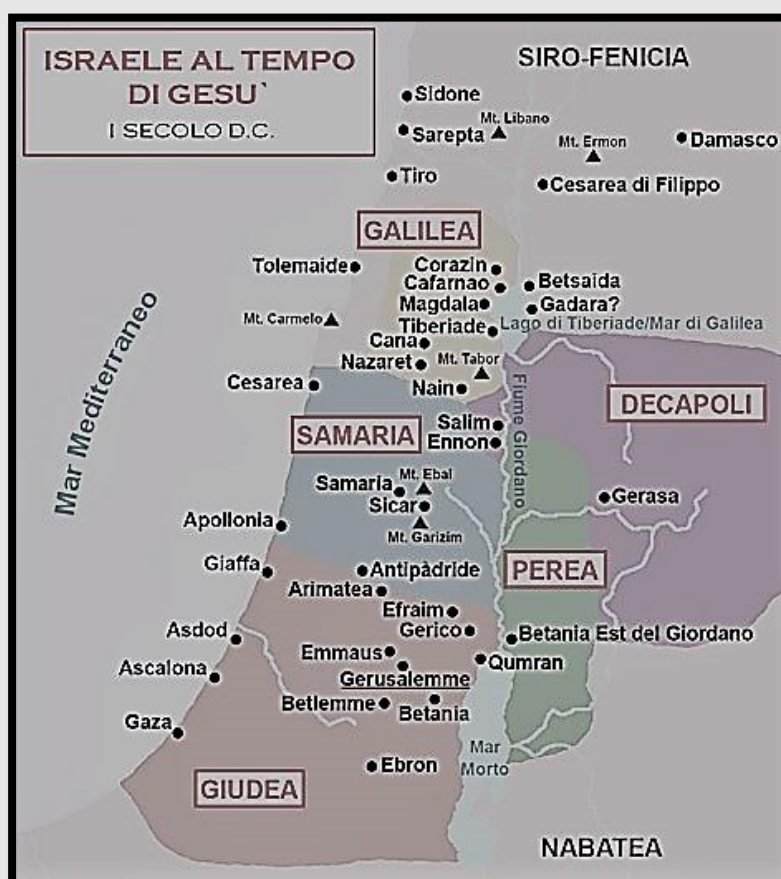 ISRAELE AL TEMPO
DI GESU`
I SECOLO D.C.
SIRO-FENICIA
Sidone
Mt. Libano
Sarepta
Mt. Ermon
Damasco
Tiro
Cesarea di Filippo
GALILEA
Tolemaide
Corazin
Cafarnao
Betsaida
Magdala
Gadara?
Mt. Carmelo
Tiberiade
Lago di Tiberiade/Mar di Galilea
Cana
Nazaret
Mt. Tabor
Cesarea
Nain
Fiume Giordano
DECAPOLI
Mar Mediterraneo
SAMARIA
Salim
Ennon
Samaria
Mt. Ebal
Sicar
Gerasa
Apollonia
Mt. Garizim
Giaffa
Antipàdride
PEREA
Arimatea
Efraim
Gerico
Asdod
Betania Est del Giordano
Emmaus
Qumran
Ascalona
Gerusalemme
Betlemme
Betania
Gaza
Mar
Morto
Ebron
GIUDEA
NABATEA